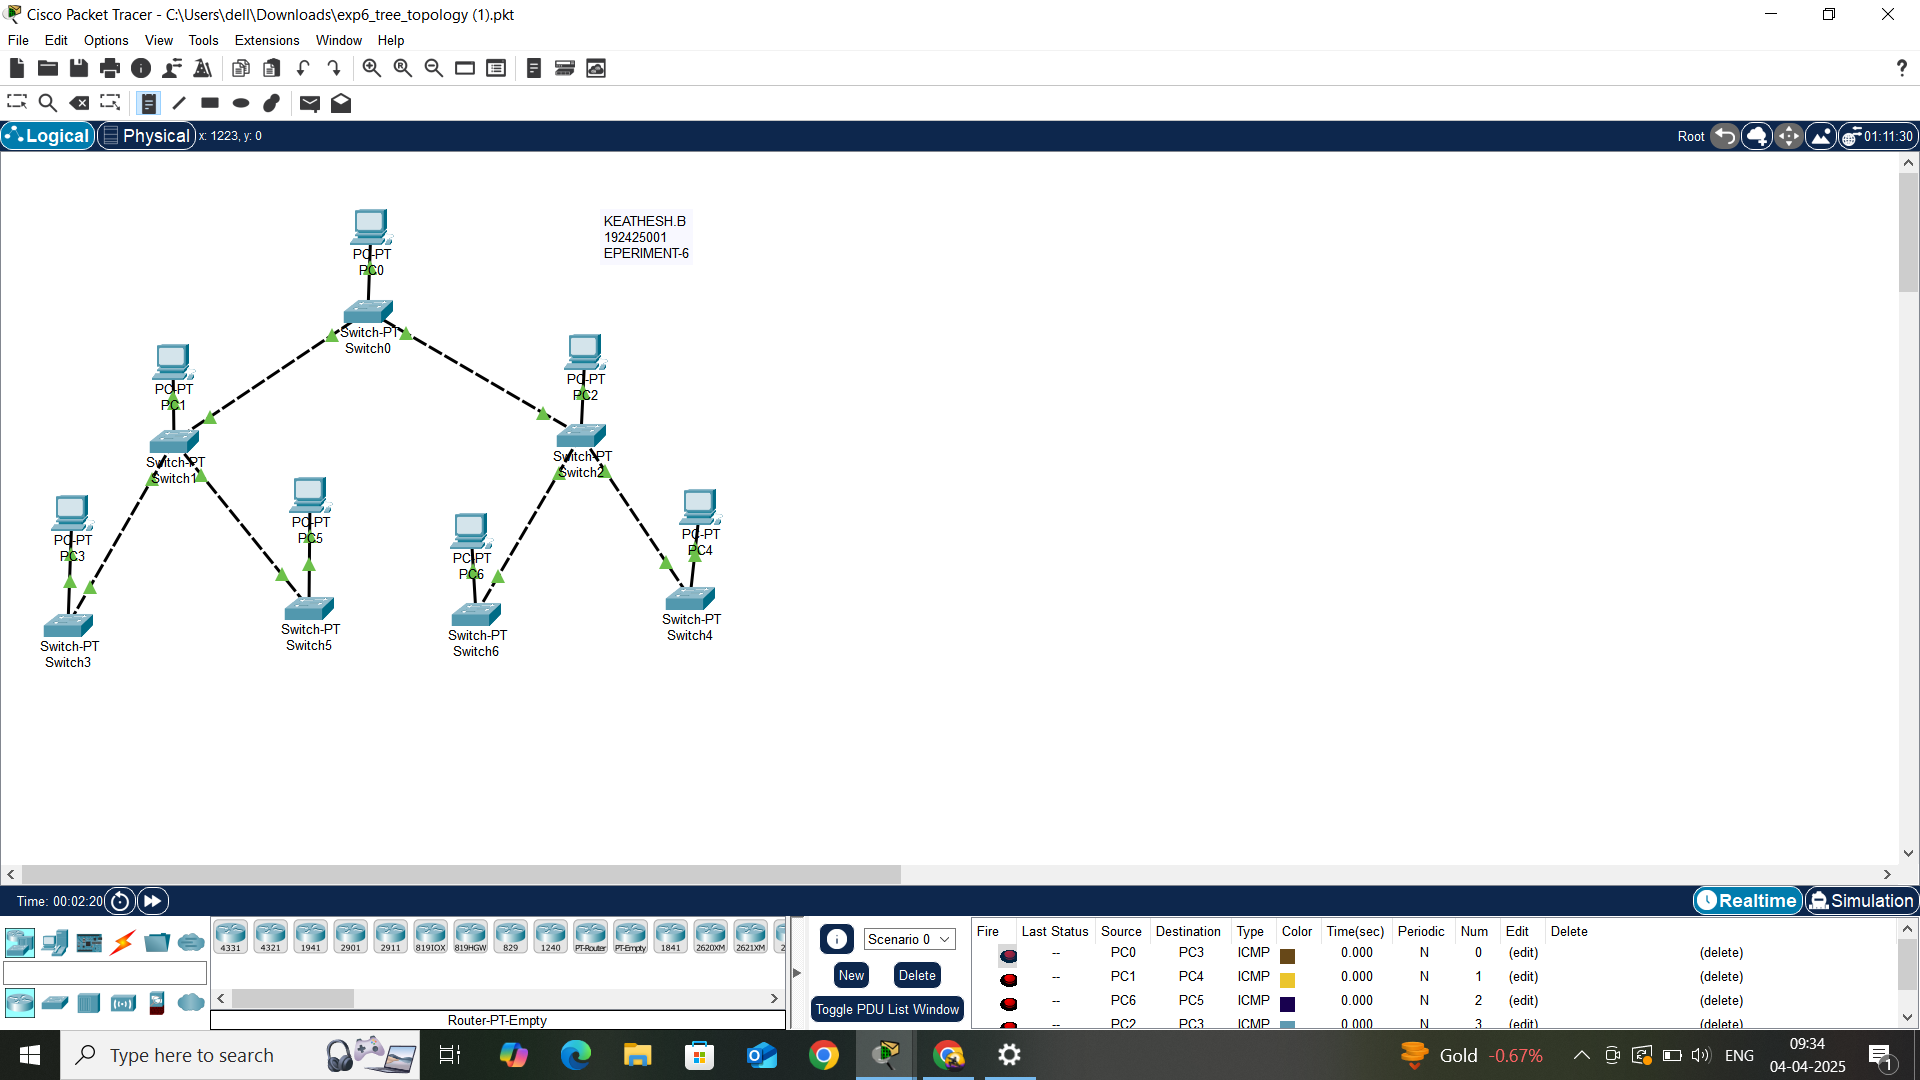 Cisco Packet Tracer - C:\Users\dell\Downloads\exp6_tree_topology (1).pkt
File Edit Options View Tools Extensions Window Help
?
Logical Physical x: 1223, y: 0 Root 01:11:30
KEATHESH.B
192425001
EPERIMENT-6
PC-PT
PC0
Switch-PT
Switch0
PC-PT
PC1
PC-PT
PC2
Switch-PT
Switch1
Switch-PT
Switch2
PC-PT
PC3
PC-PT
PC5
PC-PT
PC6
PC-PT
PC4
Switch-PT
Switch3
Switch-PT
Switch5
Switch-PT
Switch6
Switch-PT
Switch4
Time: 00:02:20 Realtime Simulation
4331 4321 1941 2901 2911 819IOX 819HGW 829 1240 PT-Router PT-Empty 1841 2620XM 2621XM
Router-PT-Empty
Scenario 0
New Delete
Toggle PDU List Window
Fire Last Status Source Destination Type Color Time(sec) Periodic Num Edit Delete
-- PC0 PC3 ICMP 0.000 N 0 (edit) (delete)
-- PC1 PC4 ICMP 0.000 N 1 (edit) (delete)
-- PC6 PC5 ICMP 0.000 N 2 (edit) (delete)
-- PC2 PC3 ICMP 0.000 N 3 (edit) (delete)
Type here to search
Gold -0.67% ENG 09:34
04-04-2025
1